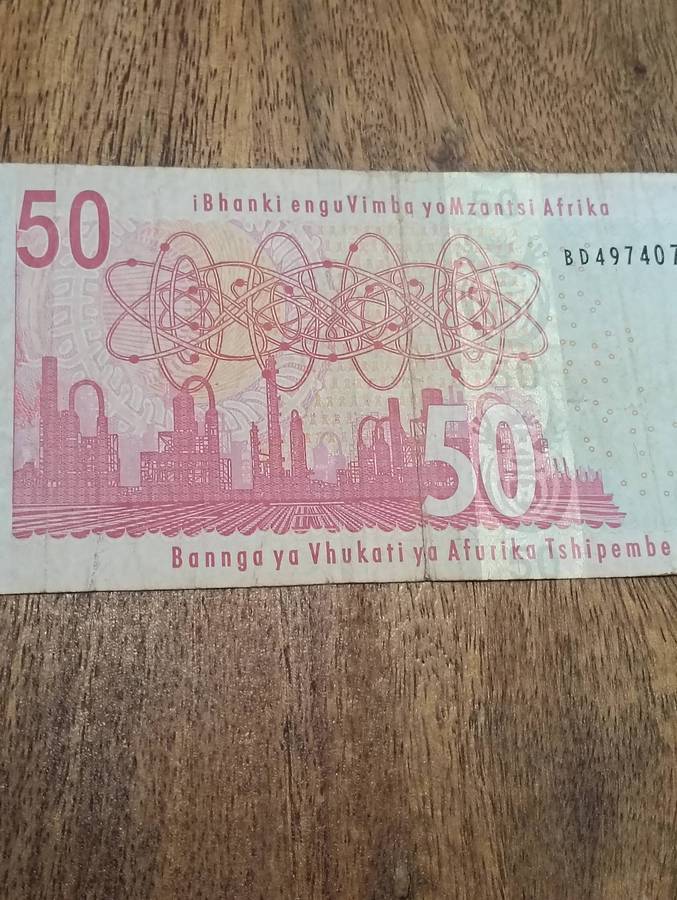 50
iBhanki enguVimba yoMzantsi Afrika
BD497407
50
Bannga ya Vhukati ya Afurika Tshipembe